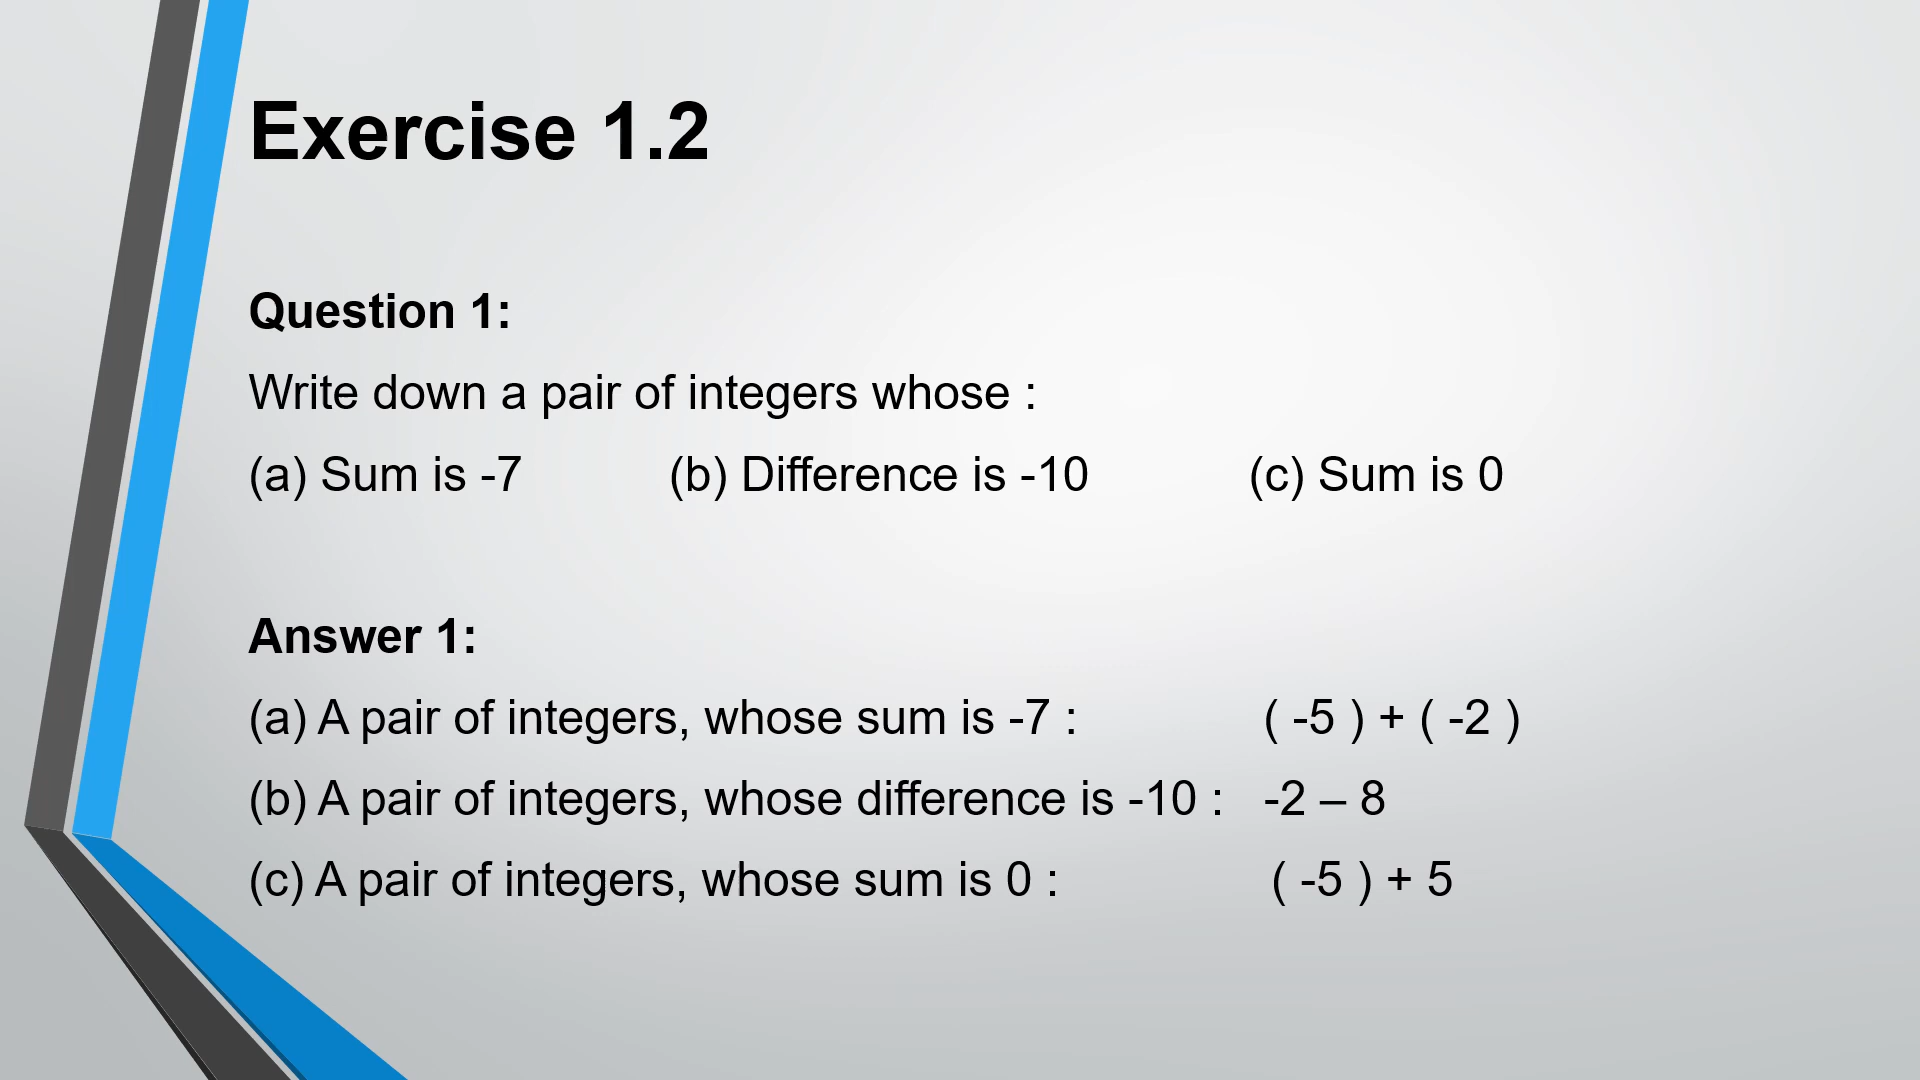 Exercise 1.2
Question 1:
Write down a pair of integers whose :
(a) Sum is -7 (b) Difference is -10 (c) Sum is 0
Answer 1:
(a) A pair of integers, whose sum is -7 : ( -5 ) + ( -2 )
(b) A pair of integers, whose difference is -10 : -2 – 8
(c) A pair of integers, whose sum is 0 : ( -5 ) + 5